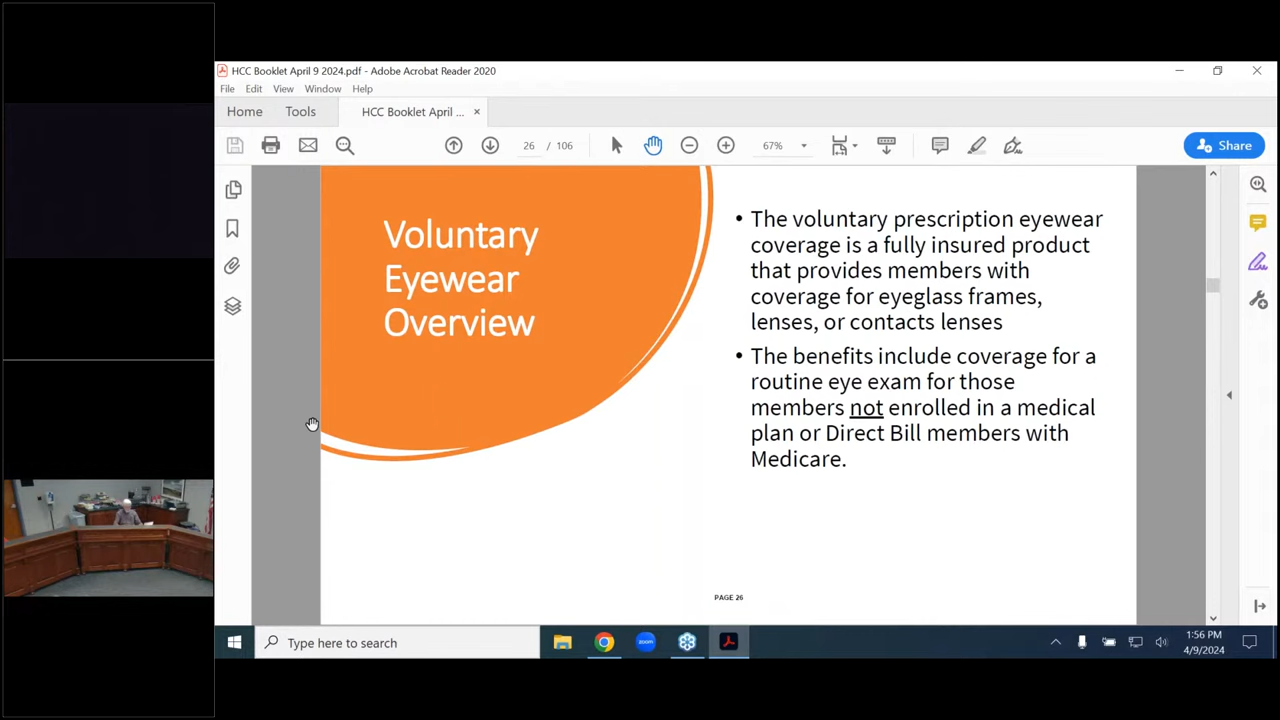 HCC Booklet April 9 2024.pdf - Adobe Acrobat Reader 2020
File Edit View Window Help
Home Tools HCC Booklet April ... ×
26 / 106 67% Share
Voluntary
Eyewear
Overview
• The voluntary prescription eyewear
coverage is a fully insured product
that provides members with
coverage for eyeglass frames,
lenses, or contacts lenses
• The benefits include coverage for a
routine eye exam for those
members not enrolled in a medical
plan or Direct Bill members with
Medicare.
PAGE 26
Type here to search
zoom
1:56 PM
4/9/2024